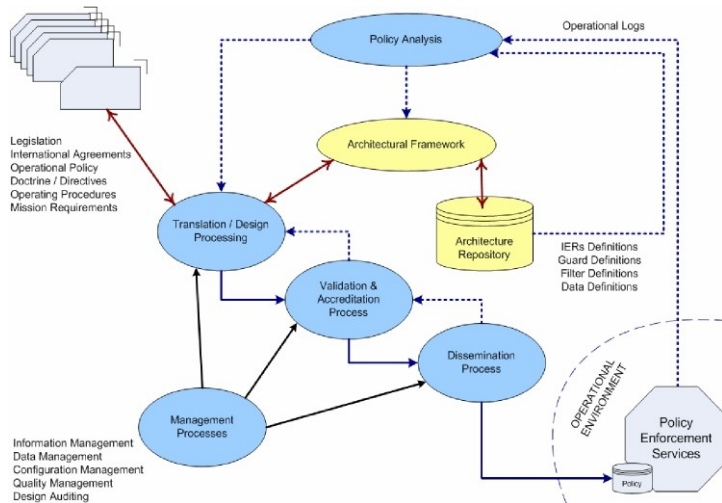 Operational Logs
Policy Analysis
Legislation
International Agreements
Operational Policy
Doctrine / Directives
Operating Procedures
Mission Requirements
Architectural Framework
Translation / Design
Processing
Architecture
Repository
IERs Definitions
Guard Definitions
Filter Definitions
Data Definitions
Validation &
Accreditation
Process
Dissemination
Process
OPERATIONAL
ENVIRONMENT
Management
Processes
Policy
Enforcement
Services
Policy
Information Management
Data Management
Configuration Management
Quality Management
Design Auditing